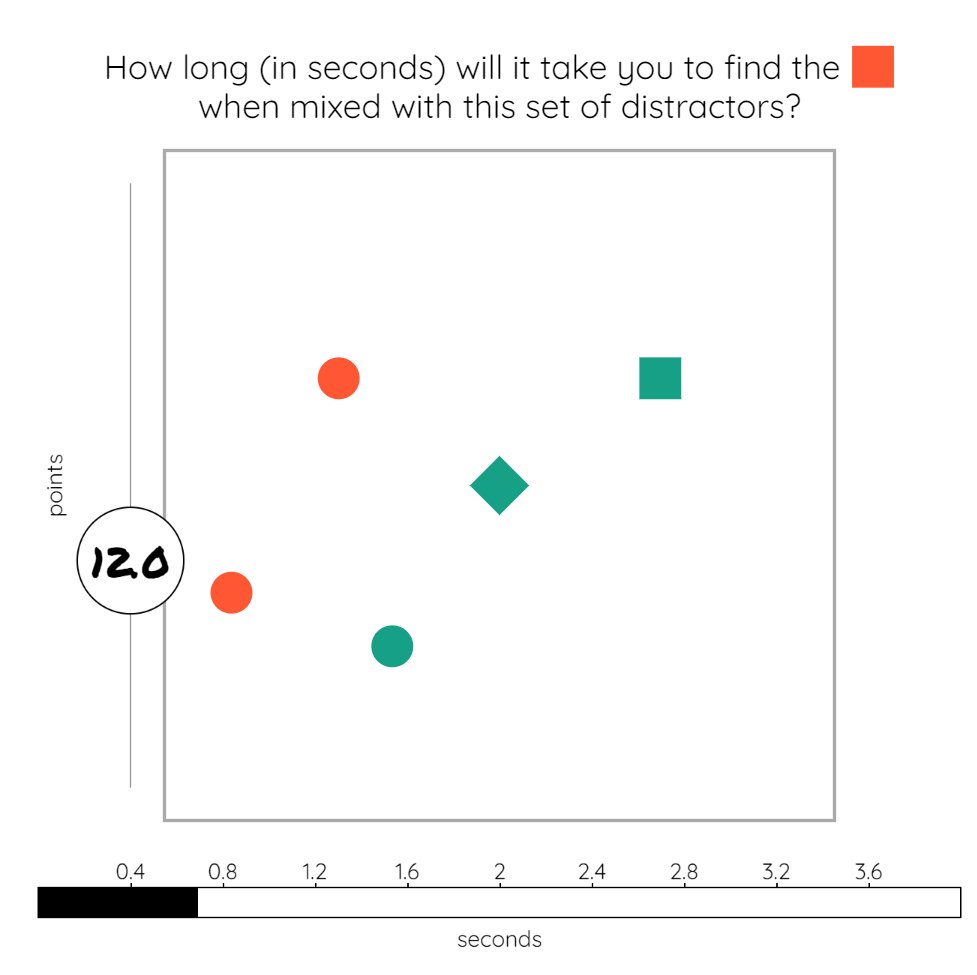 How long (in seconds) will it take you to find the
when mixed with this set of distractors?
points
12.0
0.4 0.8 1.2 1.6 2 2.4 2.8 3.2 3.6
seconds